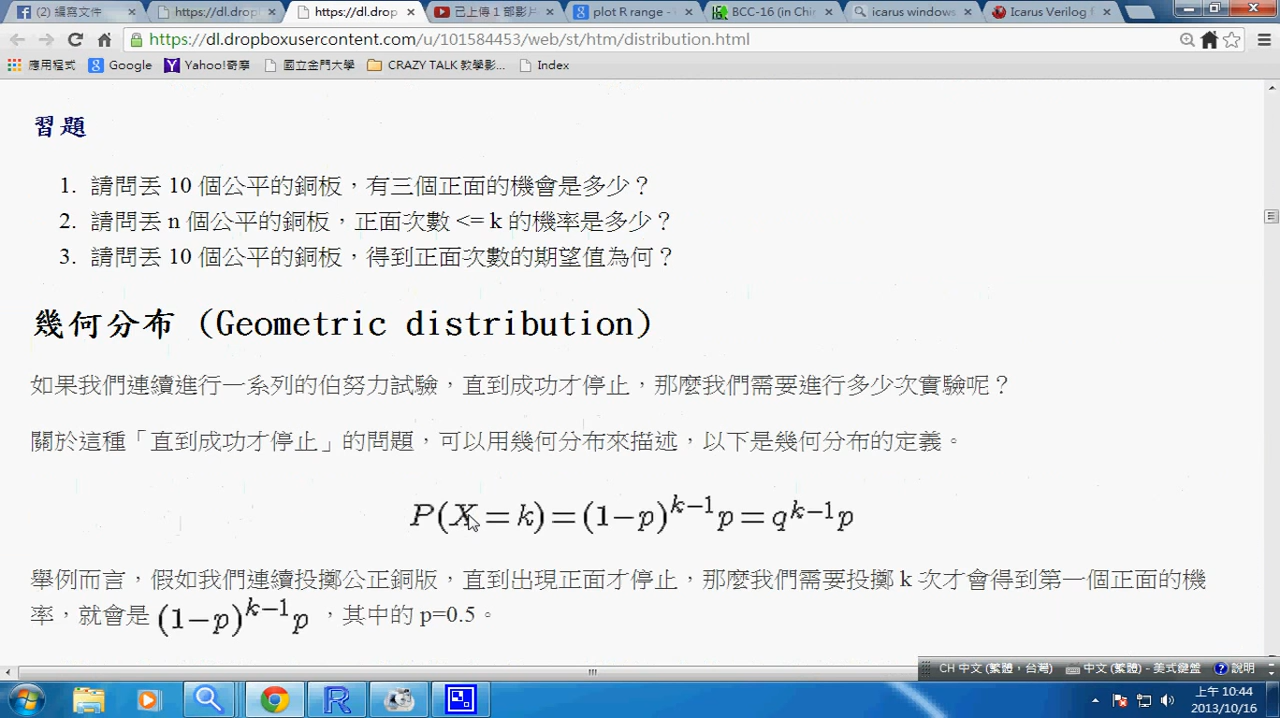 (2) 編寫文件
https://dl.drop
https://dl.drop
己上傳 1 部影片
plot R range -
BCC-16 (in Chir
icarus windows
Icarus Verilog f
https://dl.dropboxusercontent.com/u/101584453/web/st/htm/distribution.html
應用程式 Google Yahoo!奇摩 國立金門大學 CRAZY TALK 教學影... Index
習題
1. 請問丟 10 個公平的銅板，有三個正面的機會是多少？
2. 請問丟 n 個公平的銅板，正面次數 <= k 的機率是多少？
3. 請問丟 10 個公平的銅板，得到正面次數的期望值為何？
幾何分布 (Geometric distribution)
如果我們連續進行一系列的伯努力試驗，直到成功才停止，那麼我們需要進行多少次實驗呢？
關於這種「直到成功才停止」的問題，可以用幾何分布來描述，以下是幾何分布的定義。
P(X=k)=(1-p)^{k-1}p=q^{k-1}p
舉例而言，假如我們連續投擲公正銅版，直到出現正面才停止，那麼我們需要投擲 k 次才會得到第一個正面的機
率，就會是 (1-p)^{k-1}p ，其中的 p=0.5。
CH 中文 (繁體，台灣) 中文 (繁體) - 美式鍵盤 說明
上午 10:44
2013/10/16